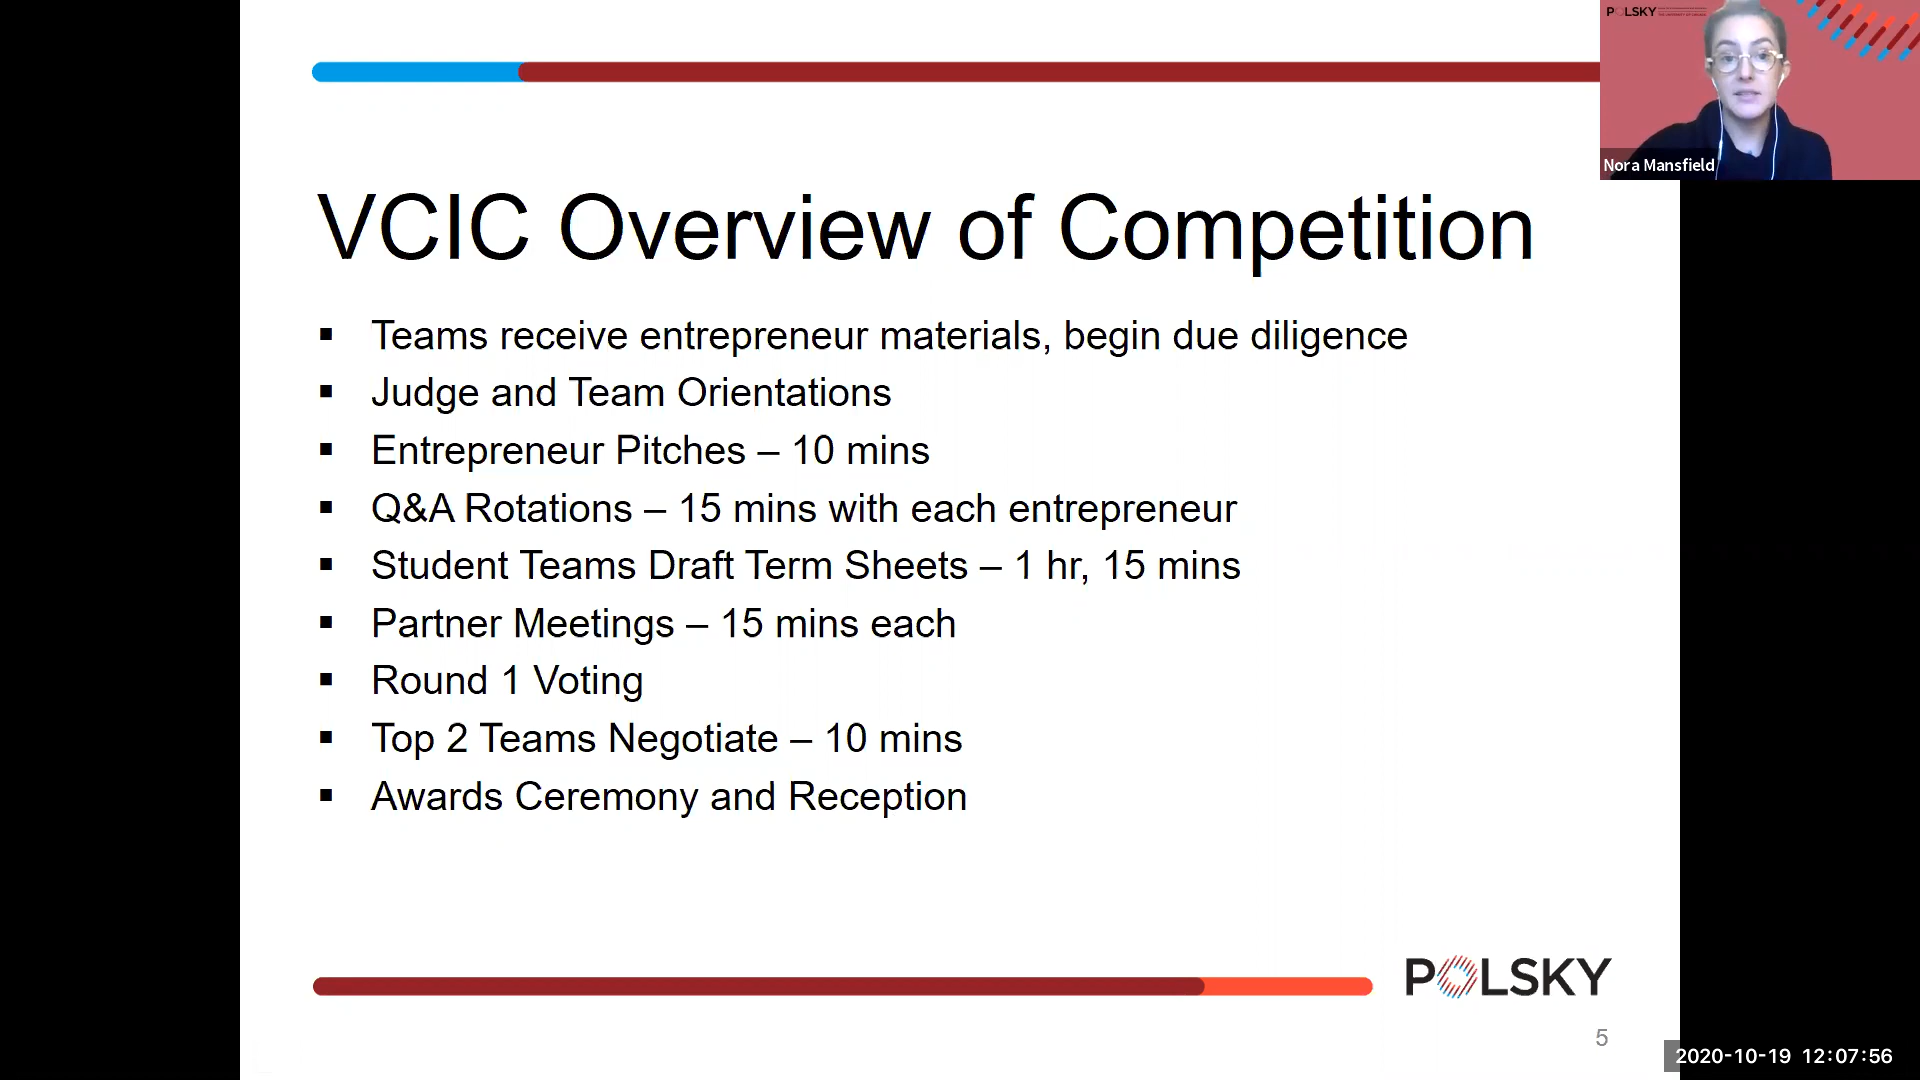 POLSKY
Nora Mansfield
VCIC Overview of Competition
▪ Teams receive entrepreneur materials, begin due diligence
▪ Judge and Team Orientations
▪ Entrepreneur Pitches – 10 mins
▪ Q&A Rotations – 15 mins with each entrepreneur
▪ Student Teams Draft Term Sheets – 1 hr, 15 mins
▪ Partner Meetings – 15 mins each
▪ Round 1 Voting
▪ Top 2 Teams Negotiate – 10 mins
▪ Awards Ceremony and Reception
POLSKY
5
2020-10-19 12:07:56